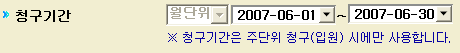 청구기간 월단위 2007-06-01 ~ 2007-06-30
※ 청구기간은 주단위 청구(입원) 시에만 사용합니다.